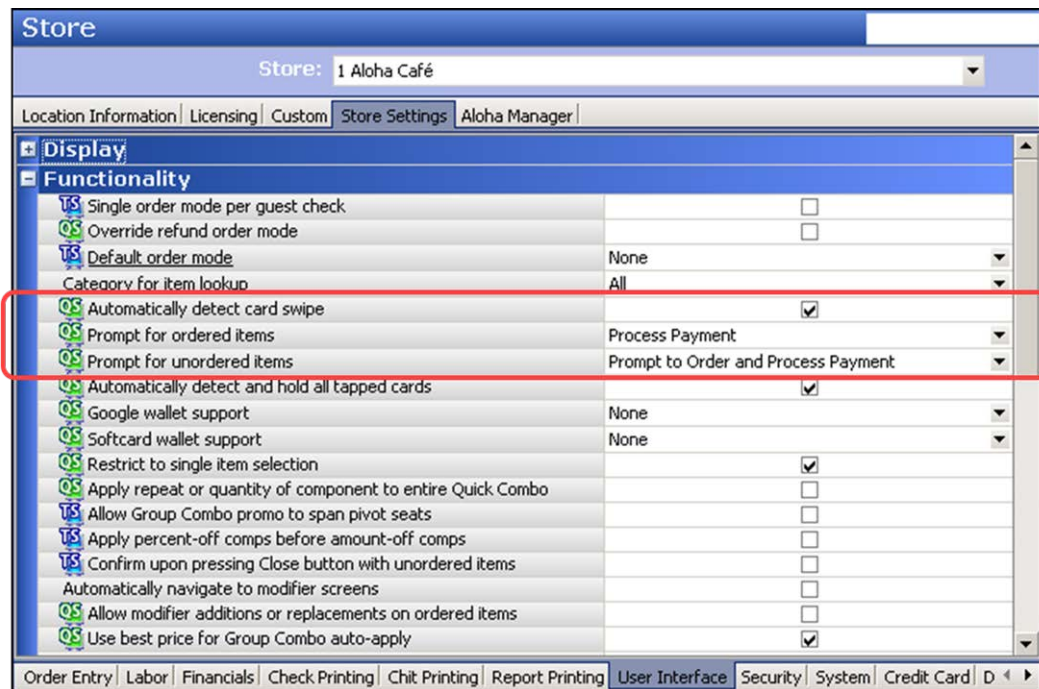 Store
Store: 1 Aloha Café
Location Information Licensing Custom Store Settings Aloha Manager
Display
Functionality
TS Single order mode per guest check
QS Override refund order mode
TS Default order mode None
Category for item lookup All
QS Automatically detect card swipe
QS Prompt for ordered items Process Payment
QS Prompt for unordered items Prompt to Order and Process Payment
QS Automatically detect and hold all tapped cards
QS Google wallet support None
QS Softcard wallet support None
QS Restrict to single item selection
QS Apply repeat or quantity of component to entire Quick Combo
TS Allow Group Combo promo to span pivot seats
TS Apply percent-off comps before amount-off comps
TS Confirm upon pressing Close button with unordered items
Automatically navigate to modifier screens
QS Allow modifier additions or replacements on ordered items
QS Use best price for Group Combo auto-apply
Order Entry Labor Financials Check Printing Chit Printing Report Printing User Interface Security System Credit Card D